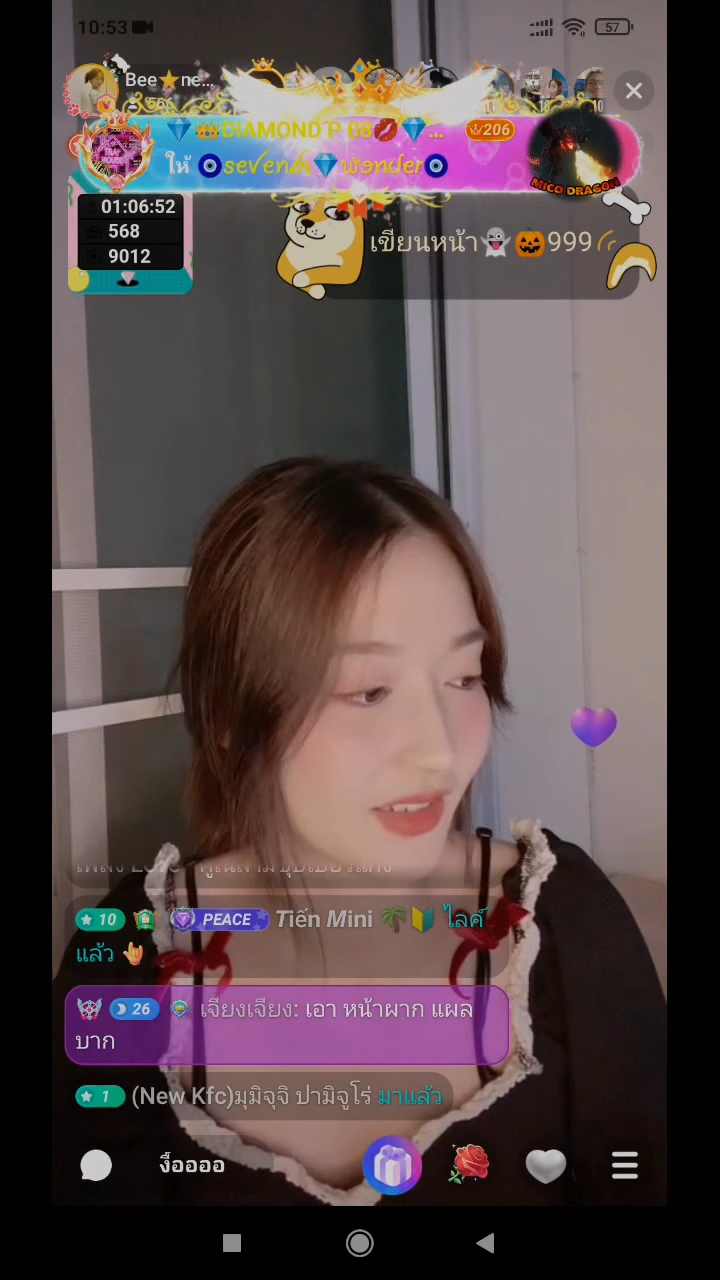 10:53
57
Bee⭐ne...
10
DIAMOND P 08💋💎...
206
ให้ 🧿seven𝓉𝒽💎wonder🧿
MICO DRAGON
01:06:52
568
9012
เขียนหน้า👻🎃999
10 PEACE Tiến Mini 🌴🔰 ไลค์
แล้ว 🤟
26 เจียงเจียง: เอา หน้าผาก แผล
บาก
1 (New Kfc)มุมิจุจิ ปามิจูโร่ มาแล้ว
งื้ออออ